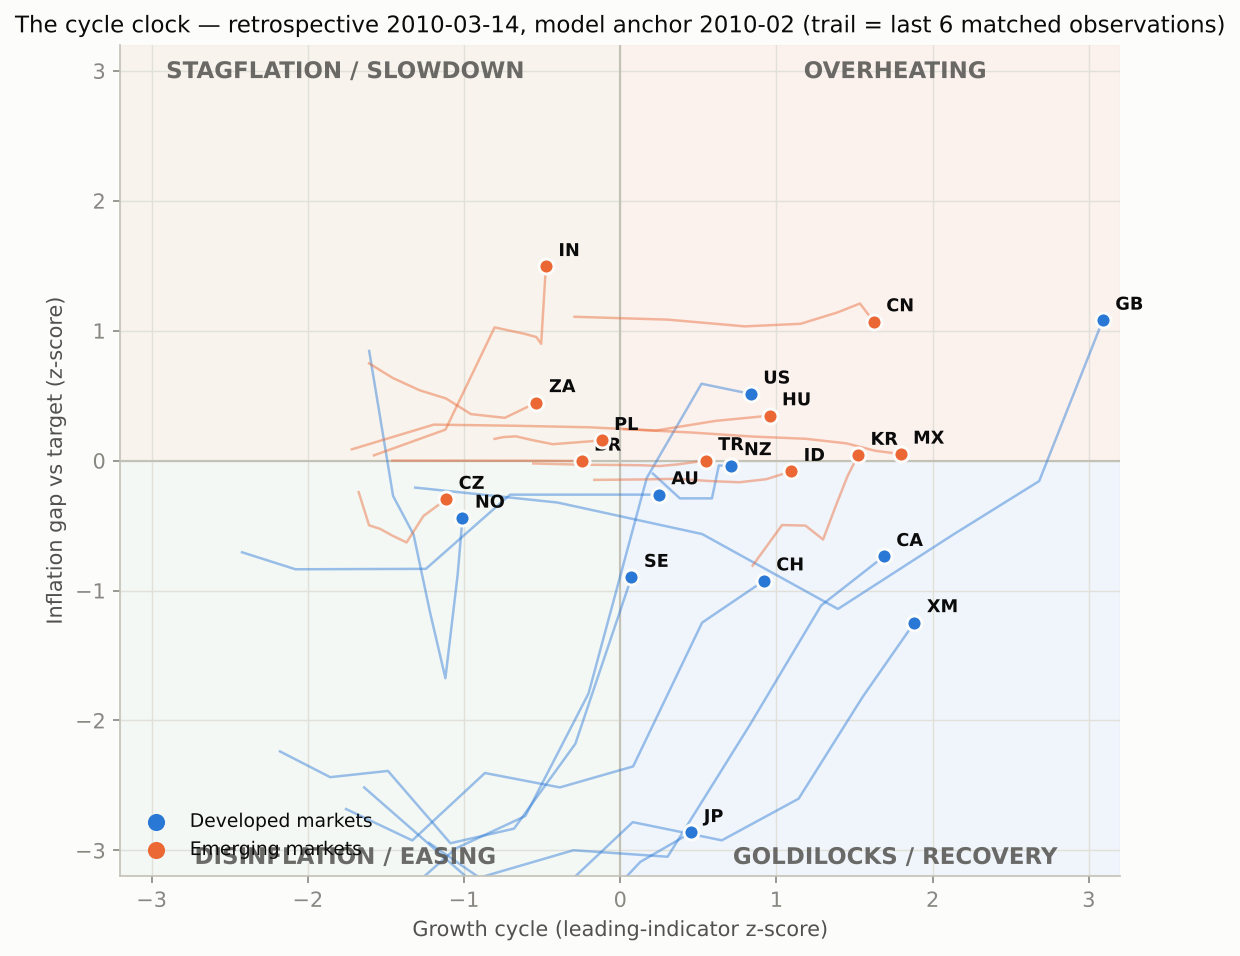 The cycle clock — retrospective 2010-03-14, model anchor 2010-02 (trail = last 6 matched observations)
STAGFLATION / SLOWDOWN
OVERHEATING
3
2
1
0
−1
−2
−3
Inflation gap vs target (z-score)
IN
CN
GB
ZA
US
HU
PL
TR
NZ
ID
KR
MX
AU
CZ
NO
SE
CH
CA
XM
JP
Developed markets
Emerging markets
DISINFLATION / EASING
GOLDILOCKS / RECOVERY
−3
−2
−1
0
1
2
3
Growth cycle (leading-indicator z-score)